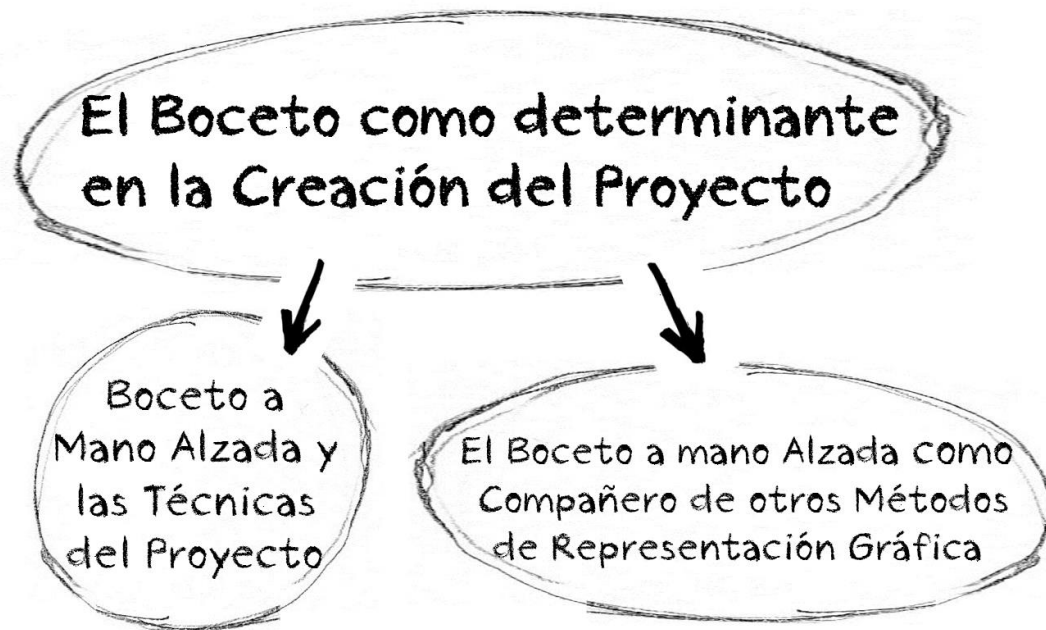 El Boceto como determinante
en la Creación del Proyecto
Boceto a
Mano Alzada y
las Técnicas
del Proyecto
El Boceto a mano Alzada como
Compañero de otros Métodos
de Representación Gráfica